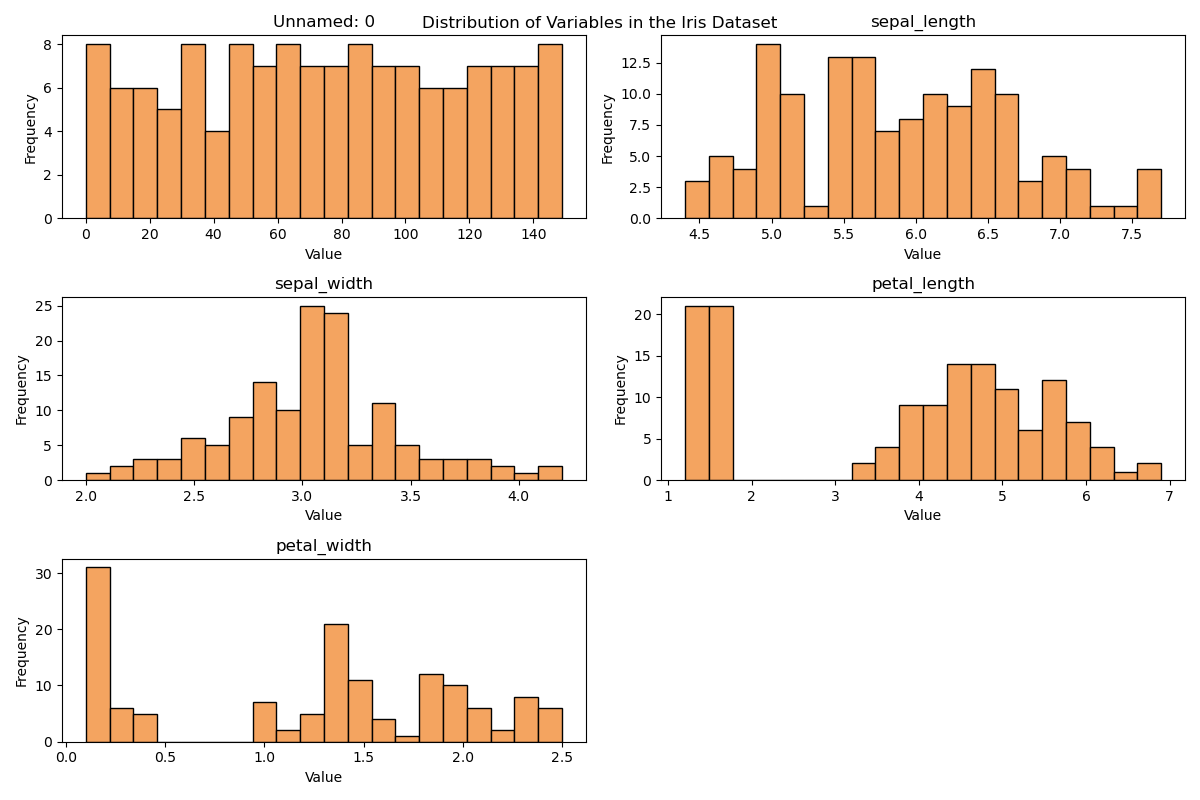 Distribution of Variables in the Iris Dataset
Unnamed: 0
Frequency
8
6
4
2
0
0 20 40 60 80 100 120 140
Value
sepal_length
Frequency
12.5
10.0
7.5
5.0
2.5
0.0
4.5 5.0 5.5 6.0 6.5 7.0 7.5
Value
sepal_width
Frequency
25
20
15
10
5
0
2.0 2.5 3.0 3.5 4.0
Value
petal_length
Frequency
20
15
10
5
0
1 2 3 4 5 6 7
Value
petal_width
Frequency
30
20
10
0
0.0 0.5 1.0 1.5 2.0 2.5
Value